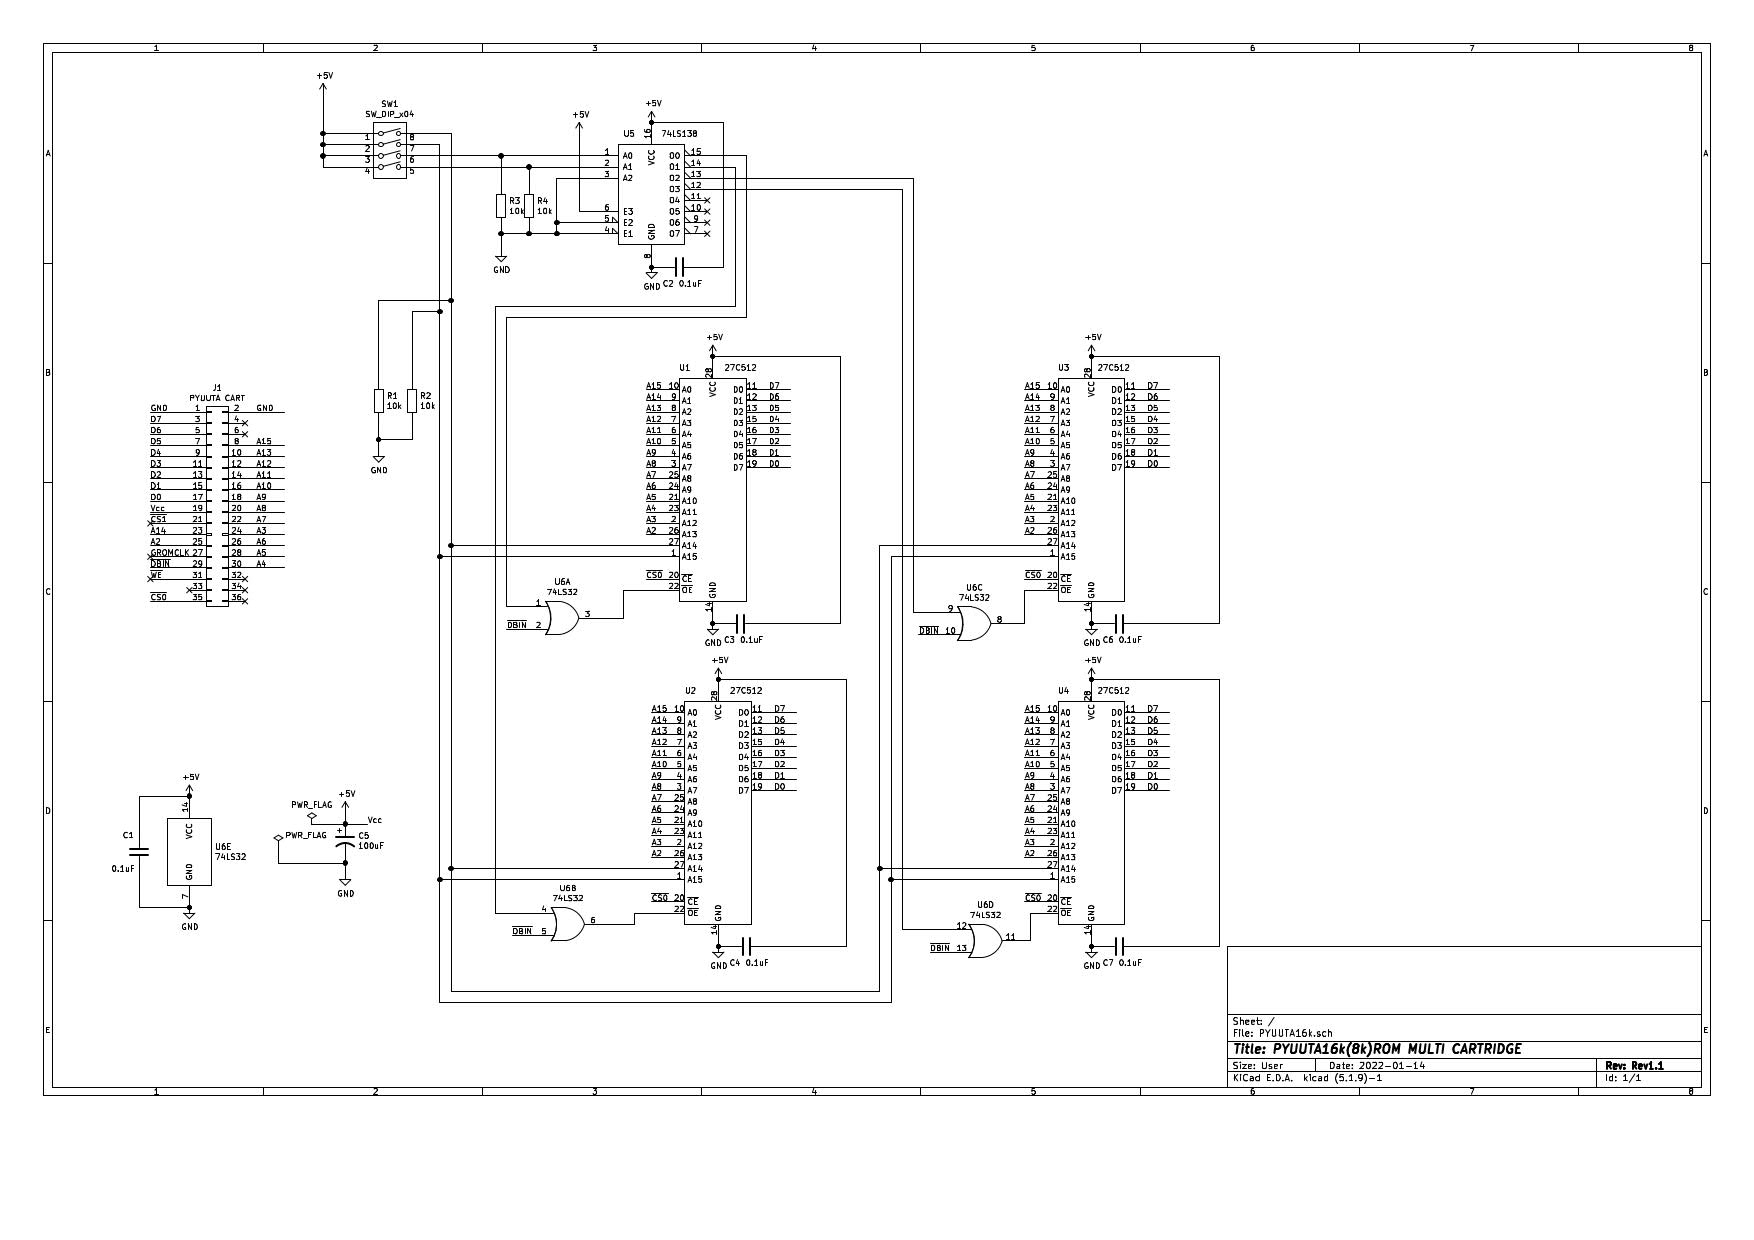 1 2 3 4 5 6 7 8
A A
B B
C C
D D
E E
+5V
SW1
SW_DIP_x04
1 8
2 7
3 6
4 5
+5V
+5V
U5 74LS138
16 VCC
1 A0 O0 15
2 A1 O1 14
3 A2 O2 13
O3 12
O4 11
6 E3 O5 10
5 E2 O6 9
4 E1 O7 7
GND 8
R3 10k
R4 10k
GND
GND
C2 0.1uF
R1 10k
R2 10k
GND
J1
PYUUTA CART
GND 1 2 GND
D7 3 4
D6 5 6
D5 7 8 A15
D4 9 10 A13
D3 11 12 A12
D2 13 14 A11
D1 15 16 A10
D0 17 18 A9
Vcc 19 20 A8
CS1 21 22 A7
A14 23 24 A3
A2 25 26 A6
GROMCLK 27 28 A5
DBIN 29 30 A4
WE 31 32
33 34
CS0 35 36
+5V
U1 27C512
28 VCC
A15 10 A0 D0 11 D7
A14 9 A1 D1 12 D6
A13 8 A2 D2 13 D5
A12 7 A3 D3 15 D4
A11 6 A4 D4 16 D3
A10 5 A5 D5 17 D2
A9 4 A6 D6 18 D1
A8 3 A7 D7 19 D0
A7 25 A8
A6 24 A9
A5 21 A10
A4 23 A11
A3 2 A12
A2 26 A13
27 A14
1 A15
CS0 20 CE
22 OE
GND 14
GND
C3 0.1uF
U6A
74LS32
1
DBIN 2
3
+5V
U3 27C512
28 VCC
A15 10 A0 D0 11 D7
A14 9 A1 D1 12 D6
A13 8 A2 D2 13 D5
A12 7 A3 D3 15 D4
A11 6 A4 D4 16 D3
A10 5 A5 D5 17 D2
A9 4 A6 D6 18 D1
A8 3 A7 D7 19 D0
A7 25 A8
A6 24 A9
A5 21 A10
A4 23 A11
A3 2 A12
A2 26 A13
27 A14
1 A15
CS0 20 CE
22 OE
GND 14
GND
C6 0.1uF
U6C
74LS32
9
DBIN 10
8
+5V
U2 27C512
28 VCC
A15 10 A0 D0 11 D7
A14 9 A1 D1 12 D6
A13 8 A2 D2 13 D5
A12 7 A3 D3 15 D4
A11 6 A4 D4 16 D3
A10 5 A5 D5 17 D2
A9 4 A6 D6 18 D1
A8 3 A7 D7 19 D0
A7 25 A8
A6 24 A9
A5 21 A10
A4 23 A11
A3 2 A12
A2 26 A13
27 A14
1 A15
CS0 20 CE
22 OE
GND 14
GND
C4 0.1uF
U6B
74LS32
4
DBIN 5
6
+5V
U4 27C512
28 VCC
A15 10 A0 D0 11 D7
A14 9 A1 D1 12 D6
A13 8 A2 D2 13 D5
A12 7 A3 D3 15 D4
A11 6 A4 D4 16 D3
A10 5 A5 D5 17 D2
A9 4 A6 D6 18 D1
A8 3 A7 D7 19 D0
A7 25 A8
A6 24 A9
A5 21 A10
A4 23 A11
A3 2 A12
A2 26 A13
27 A14
1 A15
CS0 20 CE
22 OE
GND 14
GND
C7 0.1uF
U6D
74LS32
12
DBIN 13
11
+5V
14 VCC
C1
0.1uF
U6E
74LS32
GND 7
GND
+5V
PWR_FLAG
Vcc
PWR_FLAG
+
C5
100uF
GND
Sheet: /
File: PYUUTA16k.sch
Title: PYUUTA16k(8k)ROM MULTI CARTRIDGE
Size: User Date: 2022-01-14 Rev: Rev1.1
KiCad E.D.A. kicad (5.1.9)-1 Id: 1/1
1 2 3 4 5 6 7 8